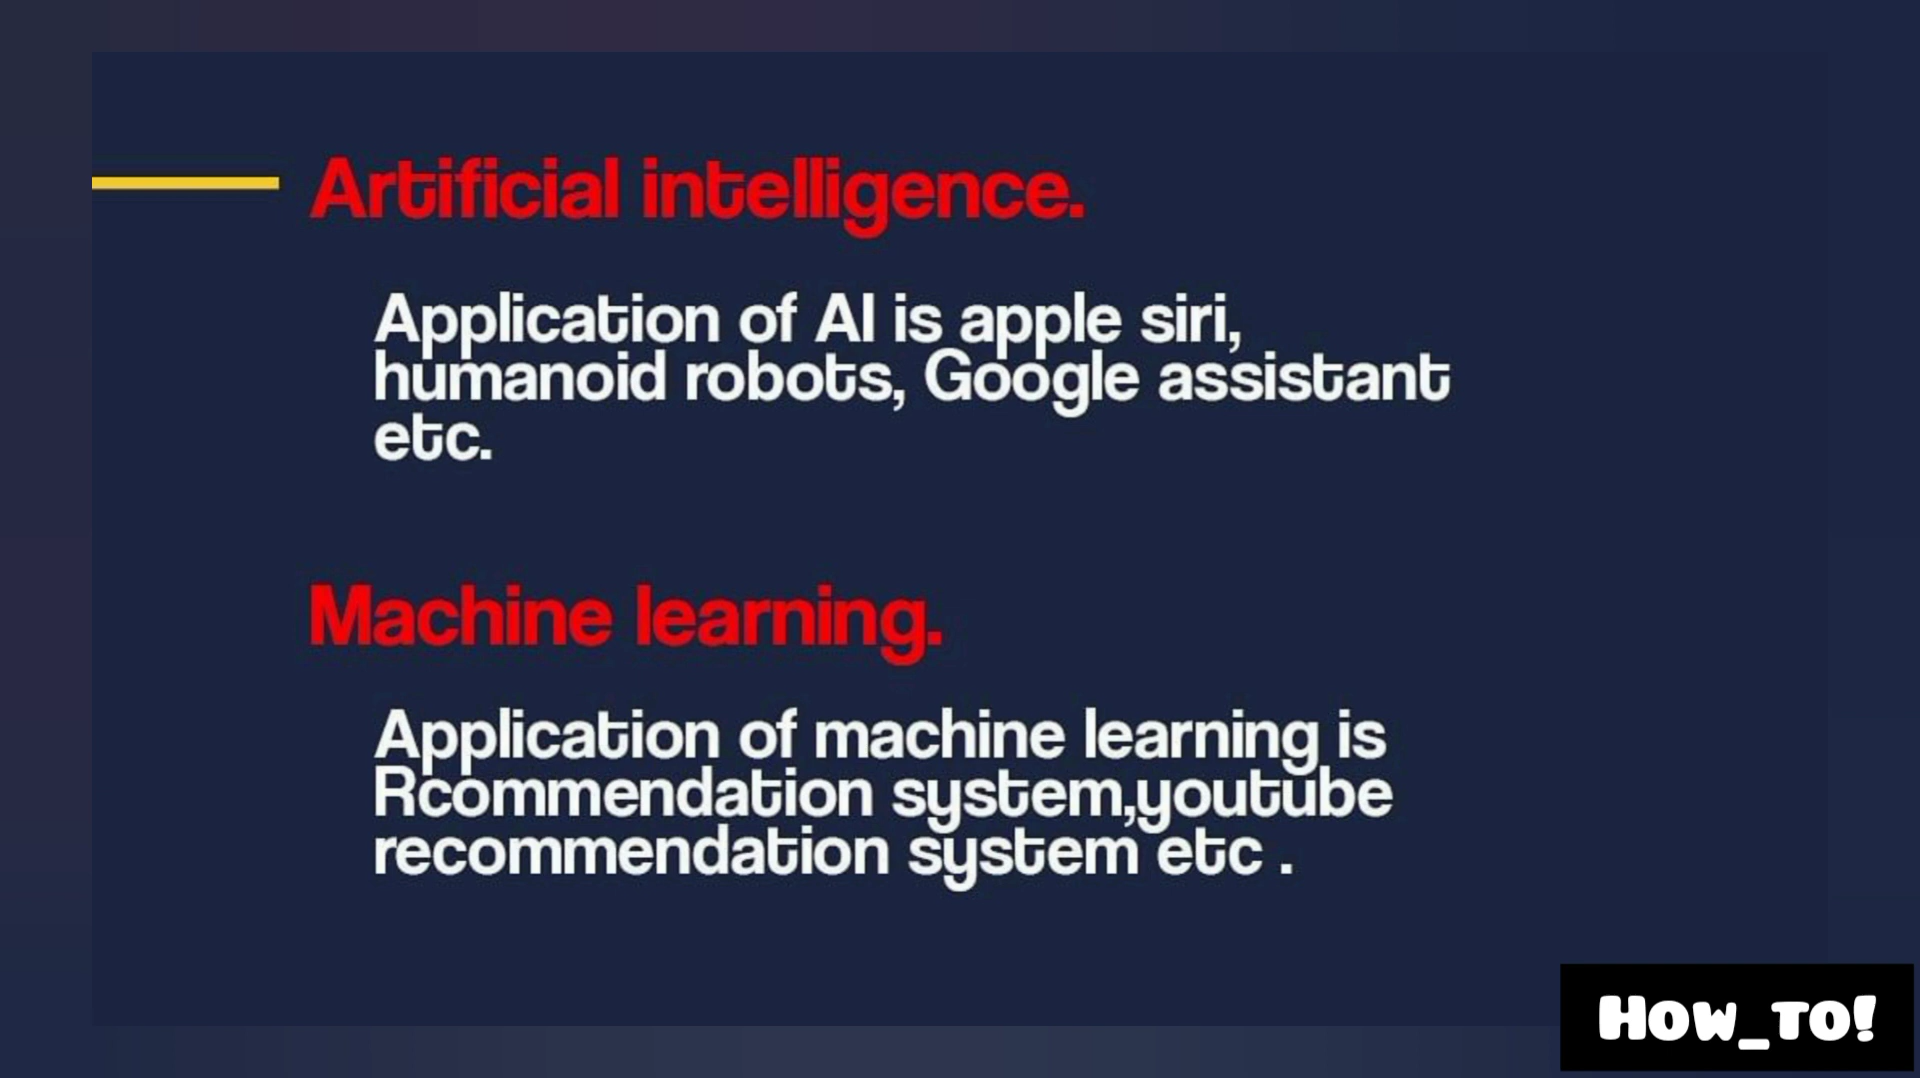 Artificial intelligence.
Application of AI is apple siri,
humanoid robots, Google assistant
etc.
Machine learning.
Application of machine learning is
Rcommendation system,youtube
recommendation system etc .
How_to!